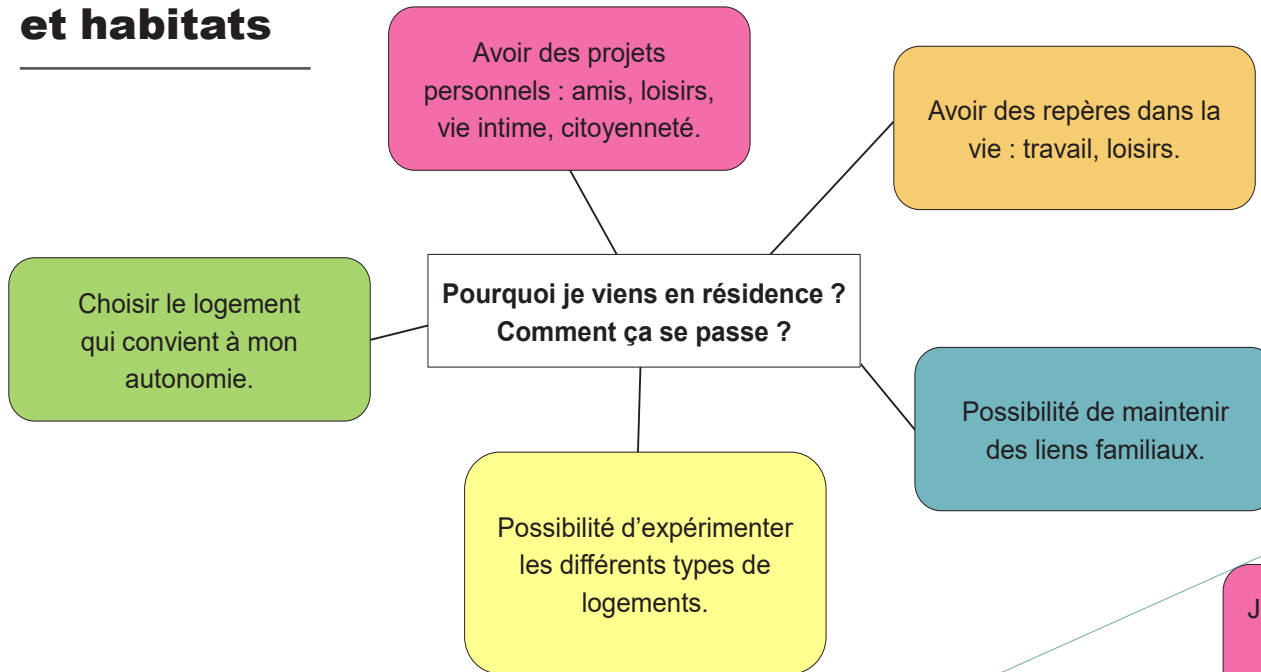 et habitats
Avoir des projets
personnels : amis, loisirs,
vie intime, citoyenneté.
Avoir des repères dans la
vie : travail, loisirs.
Choisir le logement
qui convient à mon
autonomie.
Pourquoi je viens en résidence ?
Comment ça se passe ?
Possibilité de maintenir
des liens familiaux.
Possibilité d’expérimenter
les différents types de
logements.